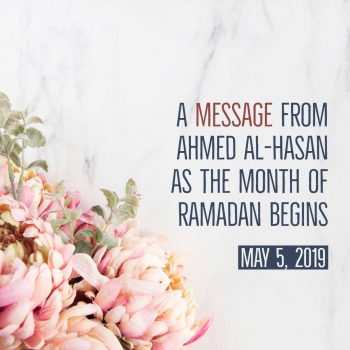 A MESSAGE FROM
AHMED AL-HASAN
AS THE MONTH OF
RAMADAN BEGINS
MAY 5, 2019